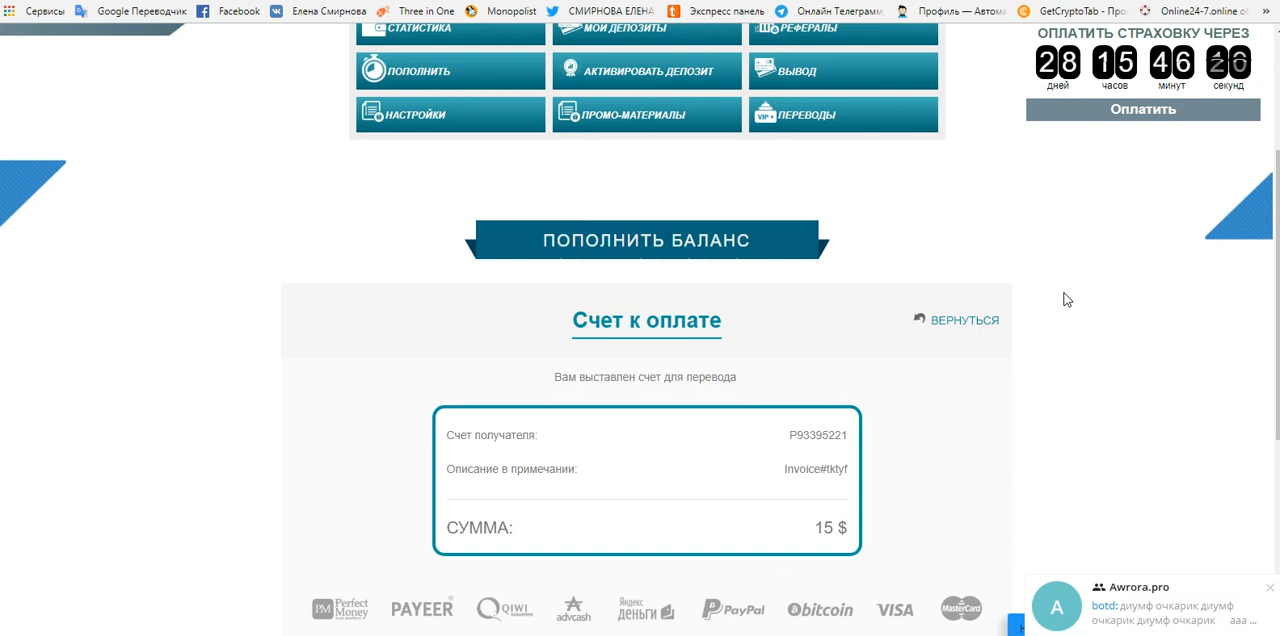 Сервисы Google Переводчик Facebook Елена Смирнова Three in One Monopolist СМИРНОВА ЕЛЕНА Экспресс панель Онлайн Телеграмм, Профиль — Автома GetCryptoTab - Про Online24-7.online об »
СТАТИСТИКА МОИ ДЕПОЗИТЫ РЕФЕРАЛЫ
ПОПОЛНИТЬ АКТИВИРОВАТЬ ДЕПОЗИТ ВЫВОД
НАСТРОЙКИ ПРОМО-МАТЕРИАЛЫ VIP + ПЕРЕВОДЫ
ОПЛАТИТЬ СТРАХОВКУ ЧЕРЕЗ
28 15 46
дней часов минут секунд
Оплатить
ПОПОЛНИТЬ БАЛАНС
Счет к оплате
ВЕРНУТЬСЯ
Вам выставлен счет для перевода
Счет получателя: P93395221
Описание в примечании: Invoice#tktyf
СУММА: 15 $
PM Perfect Money PAYEER QIWI advcash Яндекс Деньги PayPal bitcoin VISA MasterCard
A
Awrora.pro
botd: диумф очкарик диумф
очкарик диумф очкарик ааа ...